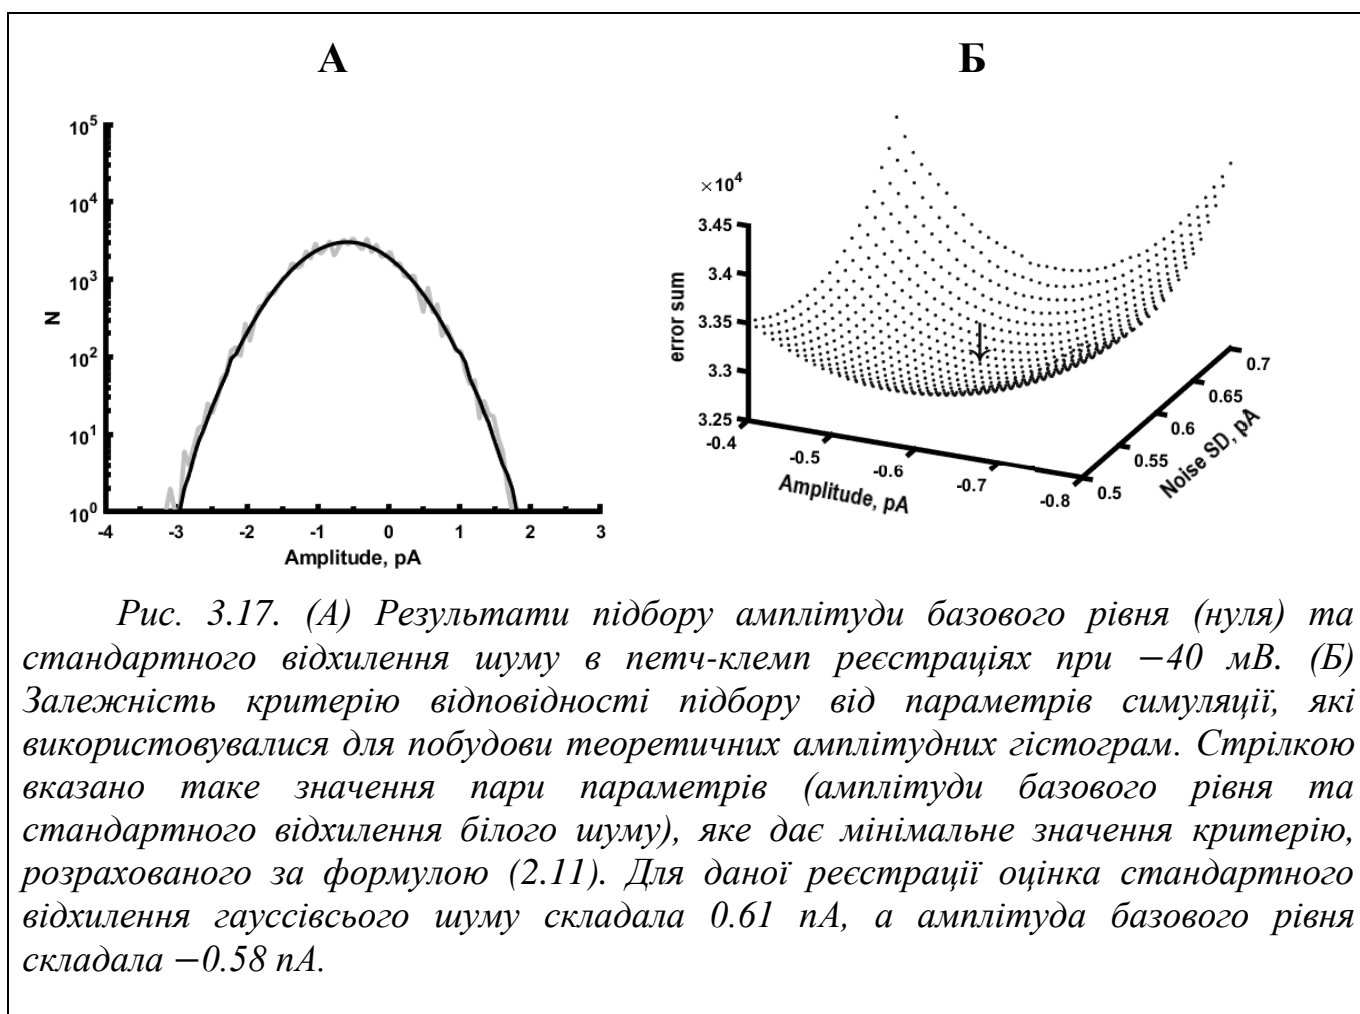 А
Б
10^5
10^4
10^3
10^2
10^1
10^0
N
-4 -3 -2 -1 0 1 2 3
Amplitude, pA
×10^4
3.45
3.4
3.35
3.3
3.25
error sum
-0.4 -0.5 -0.6 -0.7 -0.8
Amplitude, pA
0.5 0.55 0.6 0.65 0.7
Noise SD, pA
Рис. 3.17. (А) Результати підбору амплітуди базового рівня (нуля) та
стандартного відхилення шуму в петч-клемп реєстраціях при −40 мВ. (Б)
Залежність критерію відповідності підбору від параметрів симуляції, які
використовувалися для побудови теоретичних амплітудних гістограм. Стрілкою
вказано таке значення пари параметрів (амплітуди базового рівня та
стандартного відхилення білого шуму), яке дає мінімальне значення критерію,
розрахованого за формулою (2.11). Для даної реєстрації оцінка стандартного
відхилення гауссівсього шуму складала 0.61 пА, а амплітуда базового рівня
складала −0.58 пА.